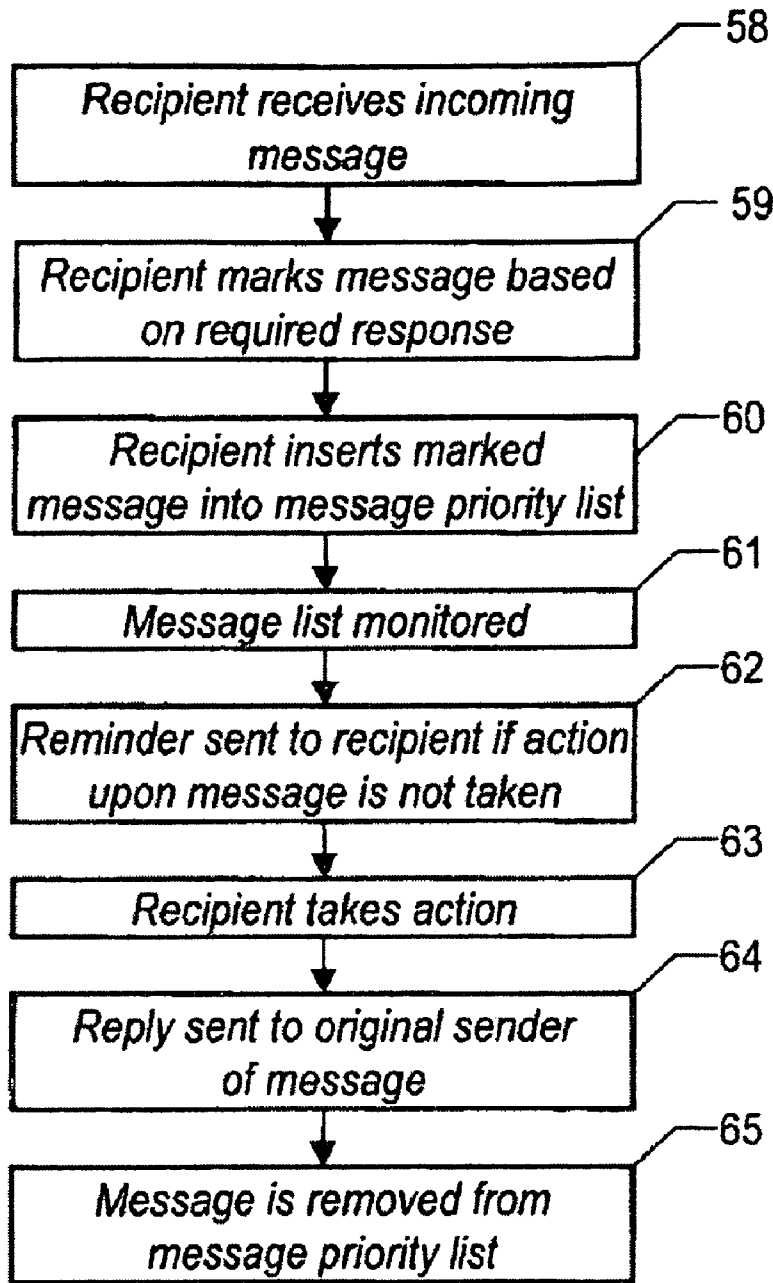 58
Recipient receives incoming
message
59
Recipient marks message based
on required response
60
Recipient inserts marked
message into message priority list
61
Message list monitored
62
Reminder sent to recipient if action
upon message is not taken
63
Recipient takes action
64
Reply sent to original sender
of message
65
Message is removed from
message priority list